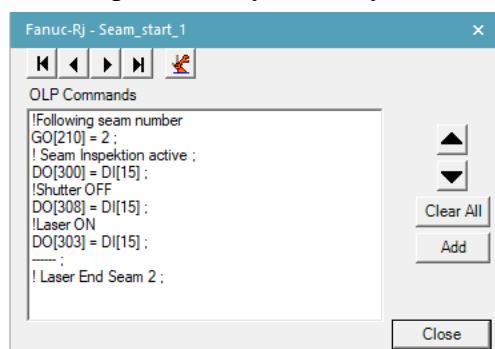 Fanuc-Rj - Seam_start_1
OLP Commands
!Following seam number
GO[210] = 2 ;
! Seam Inspektion active ;
DO[300] = DI[15] ;
!Shutter OFF
DO[308] = DI[15] ;
!Laser ON
DO[303] = DI[15] ;
------ ;
! Laser End Seam 2 ;
Clear All
Add
Close